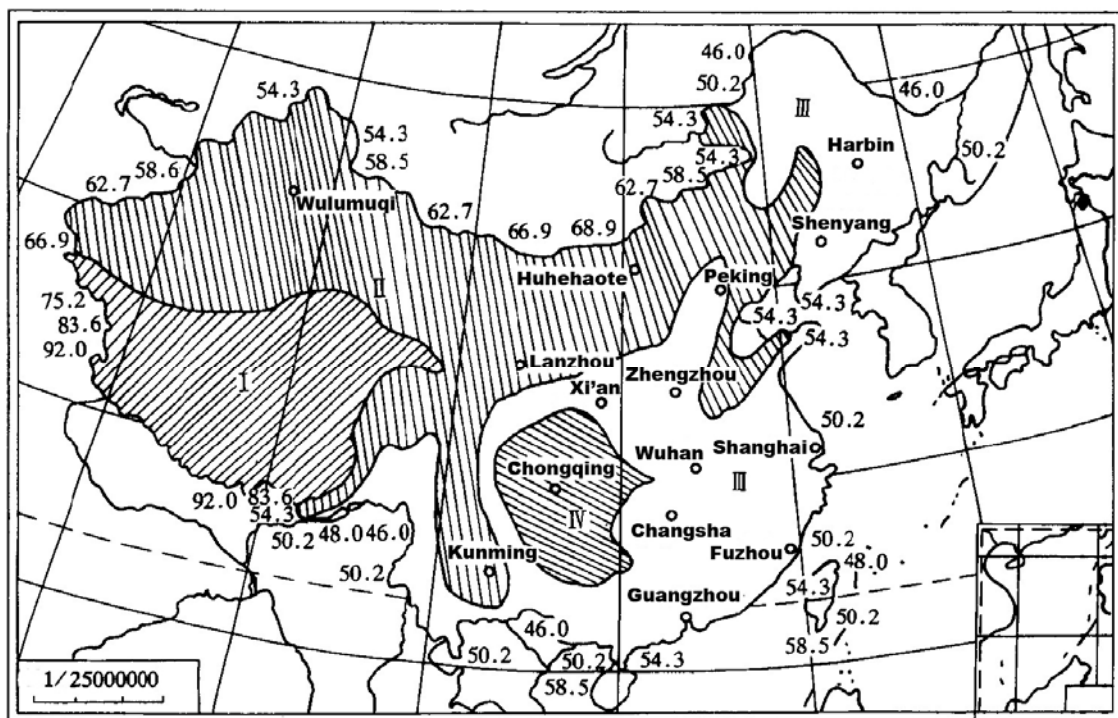 46.0
50.2
46.0
III
54.3
54.3
54.3
54.3
Harbin
50.2
58.6
58.5
58.5
62.7
62.7
Wulumuqi
62.7
66.9
68.9
Shenyang
66.9
Huhehaote
Peking
II
75.2
54.3
83.6
54.3
92.0
54.3
Lanzhou
I
Xi'an
Zhengzhou
50.2
Wuhan
Shanghai
Chongqing
III
92.0
83.6
54.3
IV
Changsha
50.2
48.0
46.0
Kunming
Fuzhou
50.2
50.2
48.0
54.3
Guangzhou
50.2
46.0
58.5
50.2
50.2
54.3
58.5
1/25000000